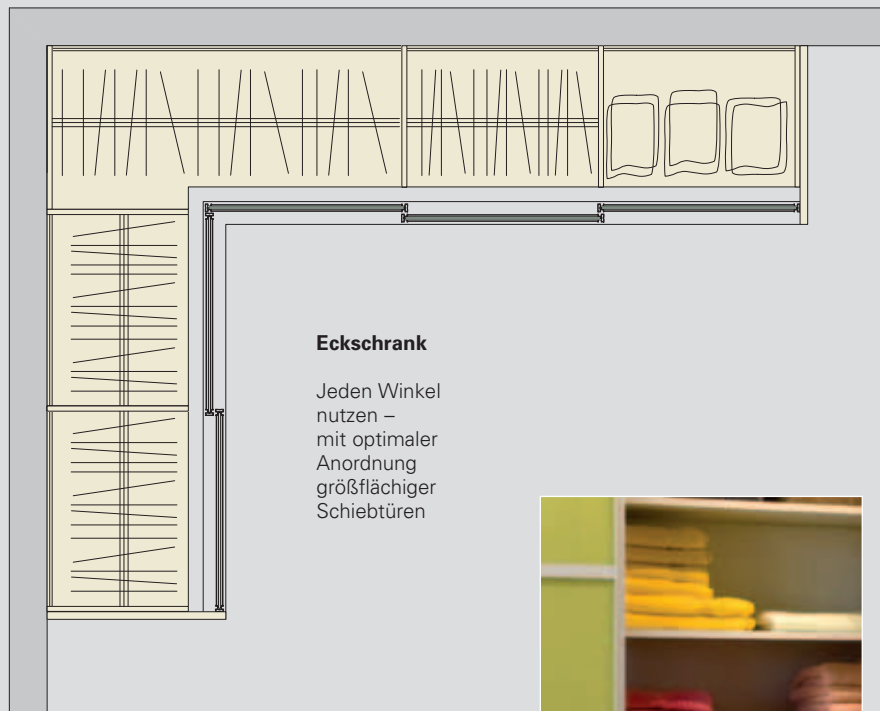 Eckschrank
Jeden Winkel
nutzen –
mit optimaler
Anordnung
größflächiger
Schiebtüren